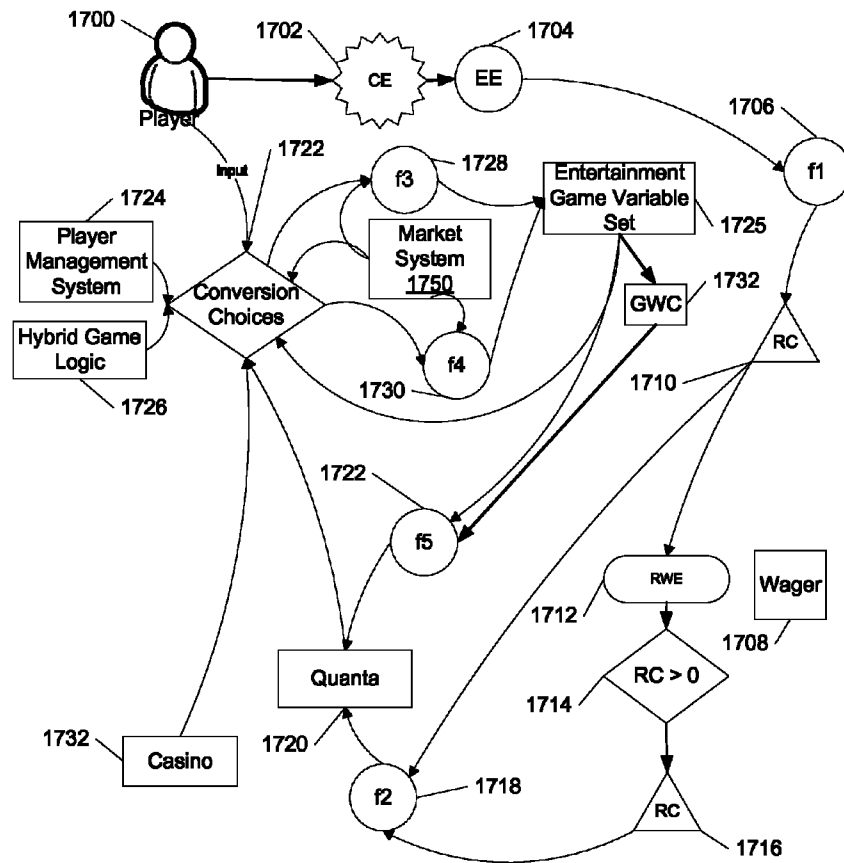 1700
1702
1704
CE
EE
Player
1706
f1
Input
1722
1728
f3
Entertainment
Game Variable
Set
1725
1724
Player
Management
System
Market
System
1750
Conversion
Choices
GWC
1732
Hybrid Game
Logic
1726
f4
1730
RC
1710
1722
f5
RWE
1712
Wager
1708
RC > 0
1714
Quanta
1720
1732
Casino
f2
1718
RC
1716